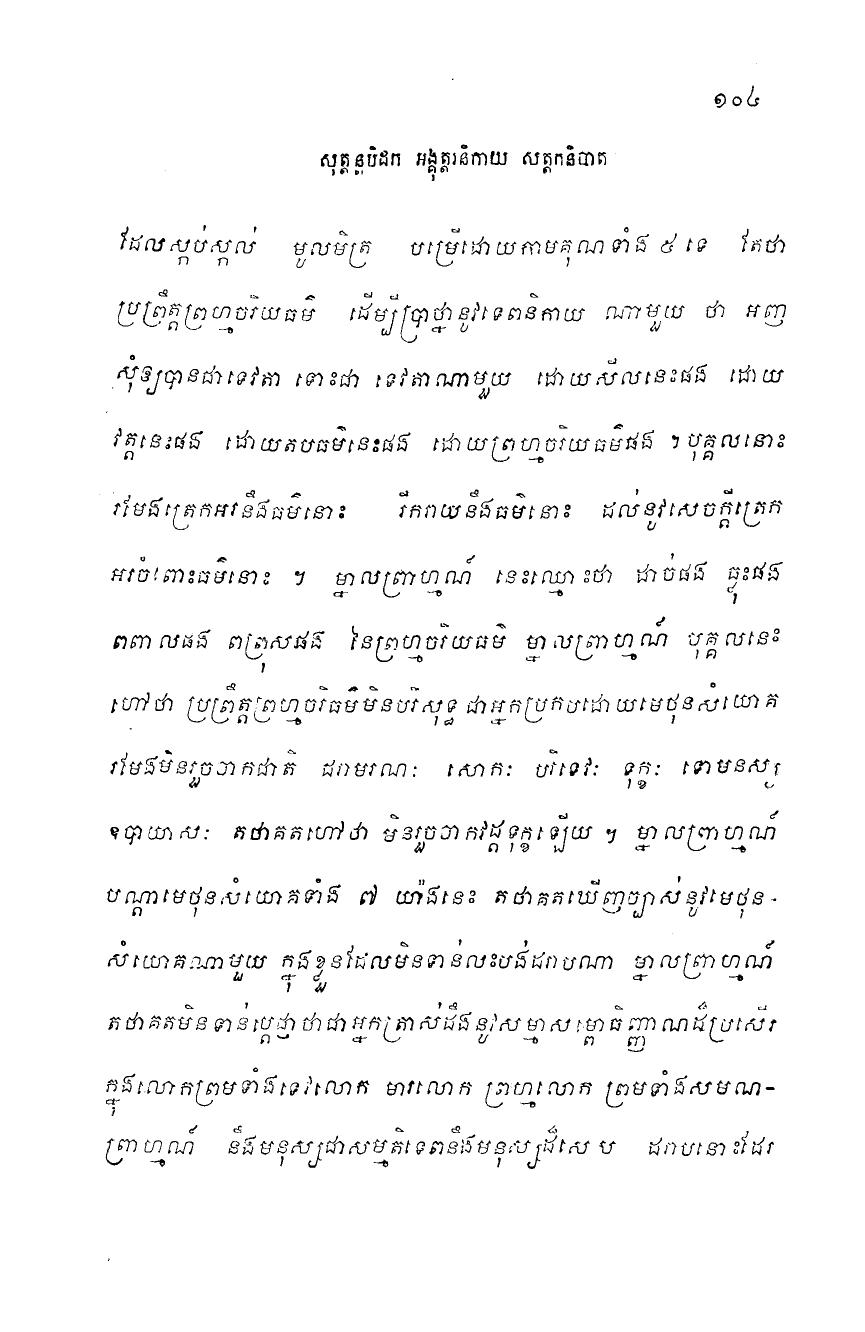 ១០៤
សុត្តន្តបិដក អង្គុត្តរនិកាយ សត្តកនិបាត
ដែលស្កប់ស្កល់ មូលមិត្រ បម្រើដោយកាមគុណទាំង ៥ ទេ តែថា
ប្រព្រឹត្តព្រហ្មចរិយធម៌ ដើម្បីប្រាថ្នានូវទេពនិកាយ ណាមួយ ថា អញ
សុំឲ្យបានជាទេវតា ទោះជា ទេវតាណាមួយ ដោយសីលនេះផង ដោយ
វត្តនេះផង ដោយតបធម៌នេះផង ដោយព្រហ្មចរិយធម៌ផង ។ បុគ្គលនោះ
រមែងត្រេកអរនឹងធម៌នោះ រីករាយនឹងធម៌នោះ ដល់នូវសេចក្តីត្រេក
អរចំពោះធម៌នោះ ។ ម្នាលព្រាហ្មណ៍ នេះឈ្មោះថា ដាច់ផង ធ្លុះផង
ពពាលផង ពព្រុសផង នៃព្រហ្មចរិយធម៌ ម្នាលព្រាហ្មណ៍ បុគ្គលនេះ
ហៅថា ប្រព្រឹត្តព្រហ្មចរិធម៌មិនបរិសុទ្ធ ជាអ្នកប្រកបដោយមេថុនសំយោគ
រមែងមិនរួចចាកជាតិ ជរាមរណៈ សោកៈ បរិទេវៈ ទុក្ខៈ ទោមនស្ស
ឧបាយាសៈ តថាគតហៅថា មិនរួចចាកវដ្តទុក្ខឡើយ ។ ម្នាលព្រាហ្មណ៍
បណ្តាមេថុនសំយោគទាំង ៧ យ៉ាងនេះ តថាគតឃើញច្បាស់នូវមេថុន-
សំយោគណាមួយ ក្នុងខ្លួនដែលមិនទាន់លះបង់ដរាបណា ម្នាលព្រាហ្មណ៍
តថាគតមិនទាន់ប្តេជ្ញាថាជាអ្នកត្រាស់ដឹងនូវសម្មាសម្ពោធិញ្ញាណដ៏ប្រសើរ
ក្នុងលោកព្រមទាំងទេវលោក មារលោក ព្រហ្មលោក ព្រមទាំងសមណ-
ព្រាហ្មណ៍ នឹងមនុស្សជាសម្មតិទេពនឹងមនុស្សដ៏សេប ដរាបនោះដែរ